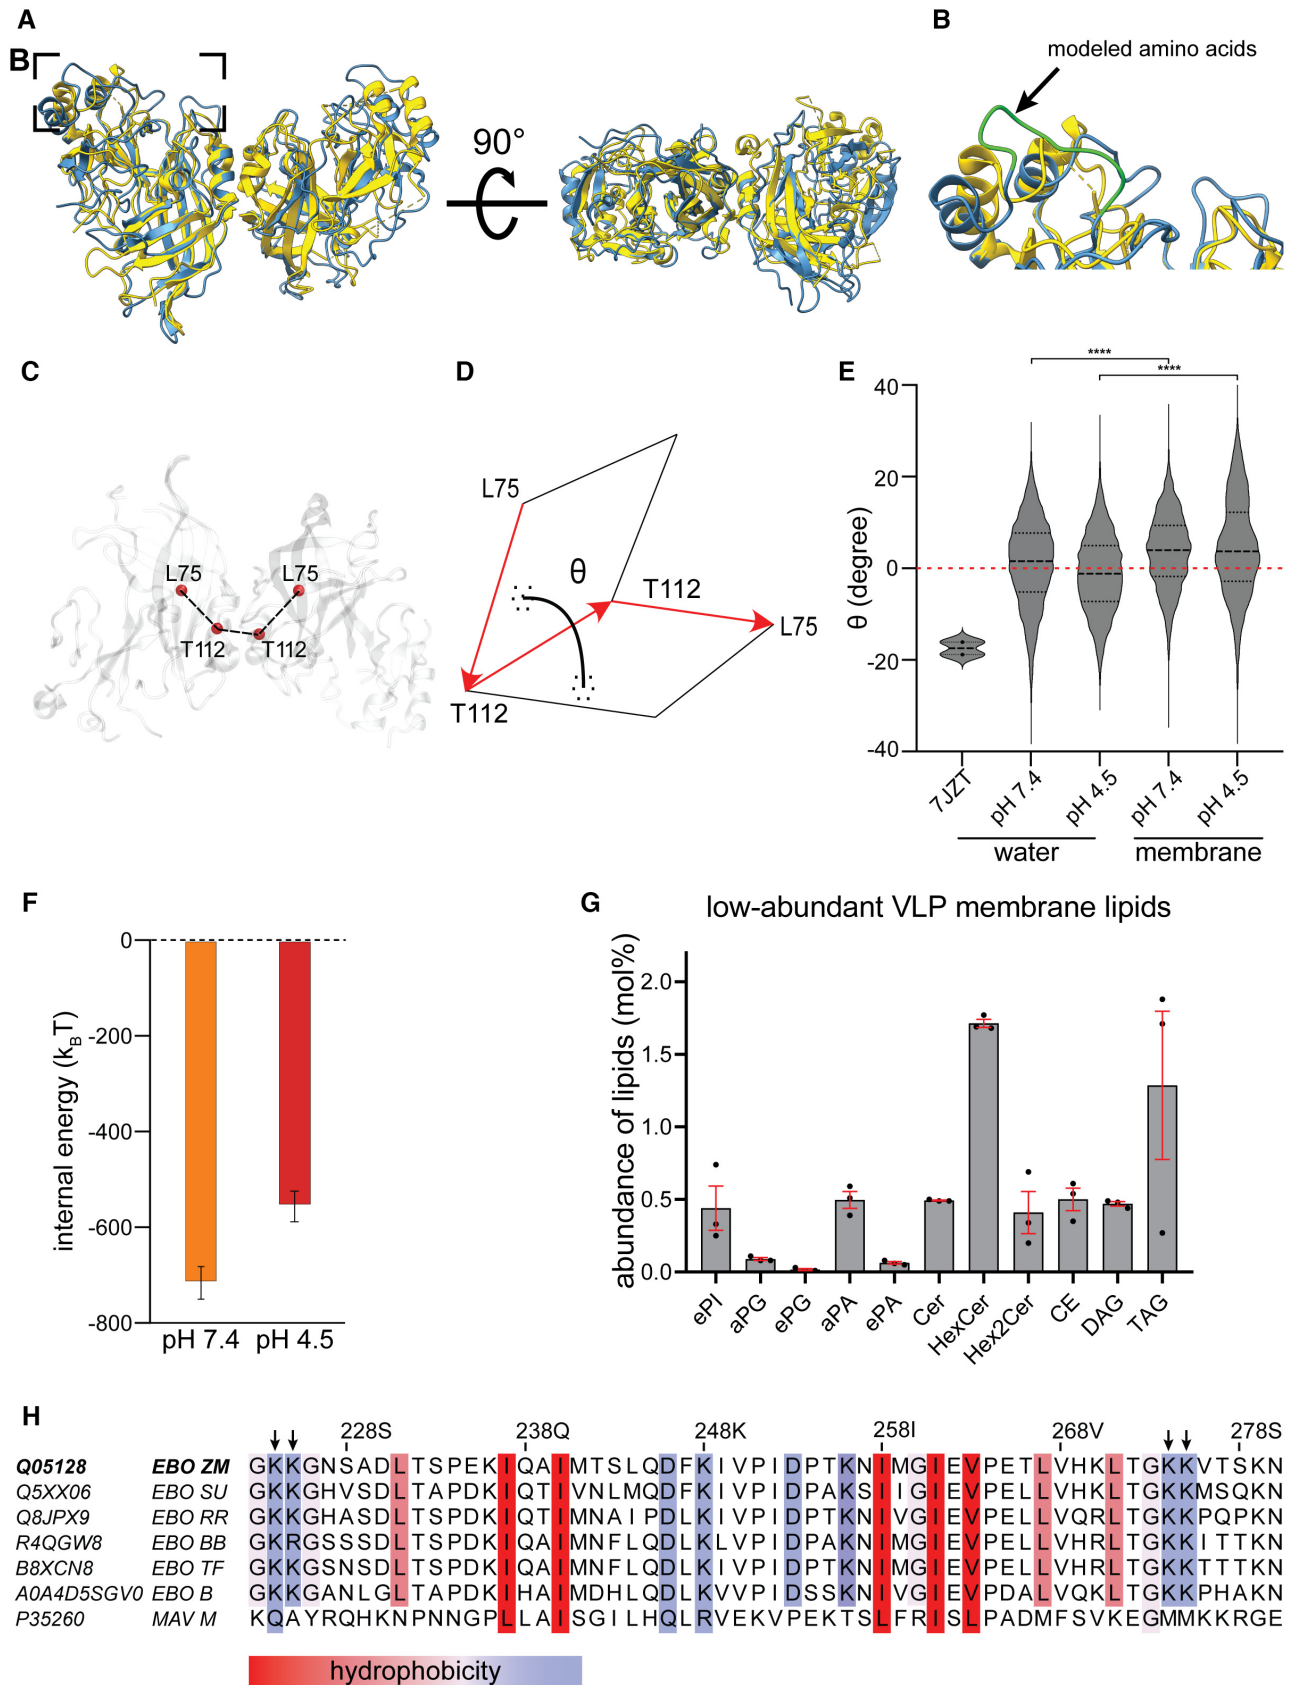 A
B
B
modeled amino acids
90°
C
D
E
L75
L75
T112
T112
L75
θ
T112
L75
T112
****
****
θ (degree)
40
20
0
-20
-40
7JZT
pH 7.4
pH 4.5
pH 7.4
pH 4.5
water
membrane
F
internal energy (kBT)
0
-200
-400
-600
-800
pH 7.4
pH 4.5
G
low-abundant VLP membrane lipids
abundance of lipids (mol%)
2.0
1.5
1.0
0.5
0.0
ePI
aPG
ePG
aPA
ePA
Cer
HexCer
Hex2Cer
CE
DAG
TAG
H
228S 238Q 248K 258I 268V 278S
Q05128 EBO ZM GKKGNSADLTSPEKIQAIMTSLQDFKIVPIDPTKNIMGIEVPETLVHKLTGKKVTSKN
Q5XX06 EBO SU GKKGHVSDLTAPDKIQTIVNLMQDFKIVPIDPAKSIIGIEVPELLVHKLTGKKMSQKN
Q8JPX9 EBO RR GKKGHASDLTSPDKIQTIMNAIPDLKIVPIDPTKNIVGIEVPELLVQRLTGKKPQPKN
R4QGW8 EBO BB GKRGSSSDLTSPDKIQAIMNFLQDLKLVPIDPAKNIMGIEVPELLVHRLTGKKITTKN
B8XCN8 EBO TF GKKGSNSDLTSPDKIQAIMNFLQDLKIVPIDPTKNIMGIEVPELLVHRLTGKKTTTKN
A0A4D5SGV0 EBO B GKKGANLGLTAPDKIHAIMDHLQDLKVVPIDSSKNIVGIEVPDALVQKLTGKKPHAKN
P35260 MAV M KQAYRQHKNPNNGPLLAISGILHQLRVEKVPEKTSLFRISLPADMFSVKEGMMKKRGE
hydrophobicity